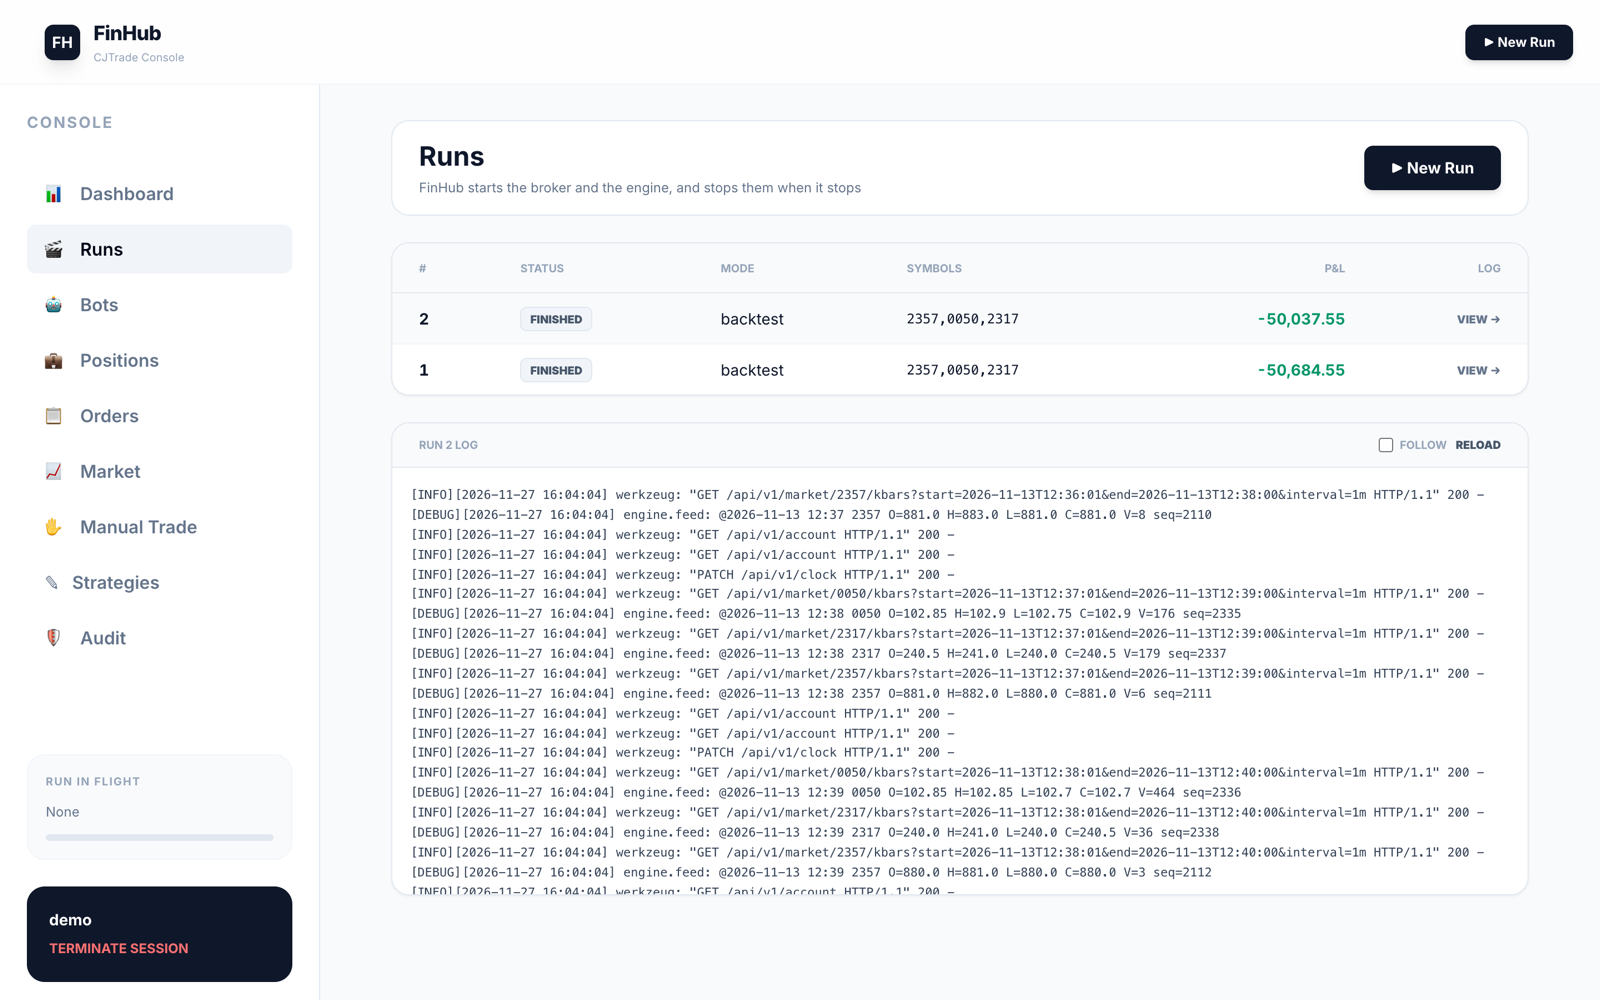 FH
FinHub
CJTrade Console
▶ New Run
CONSOLE
Dashboard
Runs
Bots
Positions
Orders
Market
Manual Trade
Strategies
Audit
RUN IN FLIGHT
None
demo
TERMINATE SESSION
Runs
FinHub starts the broker and the engine, and stops them when it stops
▶ New Run
# STATUS MODE SYMBOLS P&L LOG
2 FINISHED backtest 2357,0050,2317 -50,037.55 VIEW →
1 FINISHED backtest 2357,0050,2317 -50,684.55 VIEW →
RUN 2 LOG FOLLOW RELOAD
[INFO][2026-11-27 16:04:04] werkzeug: "GET /api/v1/market/2357/kbars?start=2026-11-13T12:36:01&end=2026-11-13T12:38:00&interval=1m HTTP/1.1" 200 -
[DEBUG][2026-11-27 16:04:04] engine.feed: @2026-11-13 12:37 2357 O=881.0 H=883.0 L=881.0 C=881.0 V=8 seq=2110
[INFO][2026-11-27 16:04:04] werkzeug: "GET /api/v1/account HTTP/1.1" 200 -
[INFO][2026-11-27 16:04:04] werkzeug: "GET /api/v1/account HTTP/1.1" 200 -
[INFO][2026-11-27 16:04:04] werkzeug: "PATCH /api/v1/clock HTTP/1.1" 200 -
[INFO][2026-11-27 16:04:04] werkzeug: "GET /api/v1/market/0050/kbars?start=2026-11-13T12:37:01&end=2026-11-13T12:39:00&interval=1m HTTP/1.1" 200 -
[DEBUG][2026-11-27 16:04:04] engine.feed: @2026-11-13 12:38 0050 O=102.85 H=102.9 L=102.75 C=102.9 V=176 seq=2335
[INFO][2026-11-27 16:04:04] werkzeug: "GET /api/v1/market/2317/kbars?start=2026-11-13T12:37:01&end=2026-11-13T12:39:00&interval=1m HTTP/1.1" 200 -
[DEBUG][2026-11-27 16:04:04] engine.feed: @2026-11-13 12:38 2317 O=240.5 H=241.0 L=240.0 C=240.5 V=179 seq=2337
[INFO][2026-11-27 16:04:04] werkzeug: "GET /api/v1/market/2357/kbars?start=2026-11-13T12:37:01&end=2026-11-13T12:39:00&interval=1m HTTP/1.1" 200 -
[DEBUG][2026-11-27 16:04:04] engine.feed: @2026-11-13 12:38 2357 O=881.0 H=882.0 L=880.0 C=881.0 V=6 seq=2111
[INFO][2026-11-27 16:04:04] werkzeug: "GET /api/v1/account HTTP/1.1" 200 -
[INFO][2026-11-27 16:04:04] werkzeug: "GET /api/v1/account HTTP/1.1" 200 -
[INFO][2026-11-27 16:04:04] werkzeug: "PATCH /api/v1/clock HTTP/1.1" 200 -
[INFO][2026-11-27 16:04:04] werkzeug: "GET /api/v1/market/0050/kbars?start=2026-11-13T12:38:01&end=2026-11-13T12:40:00&interval=1m HTTP/1.1" 200 -
[DEBUG][2026-11-27 16:04:04] engine.feed: @2026-11-13 12:39 0050 O=102.85 H=102.85 L=102.7 C=102.7 V=464 seq=2336
[INFO][2026-11-27 16:04:04] werkzeug: "GET /api/v1/market/2317/kbars?start=2026-11-13T12:38:01&end=2026-11-13T12:40:00&interval=1m HTTP/1.1" 200 -
[DEBUG][2026-11-27 16:04:04] engine.feed: @2026-11-13 12:39 2317 O=240.0 H=241.0 L=240.0 C=240.5 V=36 seq=2338
[INFO][2026-11-27 16:04:04] werkzeug: "GET /api/v1/market/2357/kbars?start=2026-11-13T12:38:01&end=2026-11-13T12:40:00&interval=1m HTTP/1.1" 200 -
[DEBUG][2026-11-27 16:04:04] engine.feed: @2026-11-13 12:39 2357 O=880.0 H=881.0 L=880.0 C=880.0 V=3 seq=2112
[INFO][2026-11-27 16:04:04] werkzeug: "GET /api/v1/account HTTP/1.1" 200 -